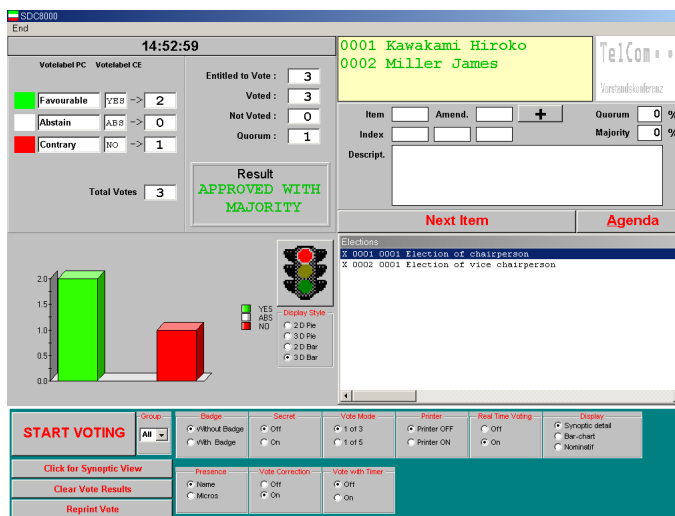 SDC8000
End
14:52:59
Votelabel PC Votelabel CE
Favourable YES -> 2
Abstain ABS -> 0
Contrary NO -> 1
Total Votes 3
Entitled to Vote : 3
Voted : 3
Not Voted : 0
Quorum : 1
Result
APPROVED WITH
MAJORITY
0001 Kawakami Hiroko
0002 Miller James
TelCom
Vorstandskonferenz
Item Amend. +
Index
Descript.
Quorum 0 %
Majority 0 %
Next Item
Agenda
Elections
X 0001 0001 Election of chairperson
X 0002 0001 Election of vice chairperson
2.0
1.5
1.0
0.5
0.0
YES
ABS
NO
Display Style
2 D Pie
3 D Pie
2 D Bar
3 D Bar
START VOTING
Group
All
Click for Synoptic View
Clear Vote Results
Reprint Vote
Badge
Without Badge
With Badge
Secret
Off
On
Vote Mode
1 of 3
1 of 5
Printer
Printer OFF
Printer ON
Real Time Voting
Off
On
Display
Synoptic detail
Bar-chart
Nominatif
Presence
Name
Micros
Vote Correction
Off
On
Vote with Timer
Off
On